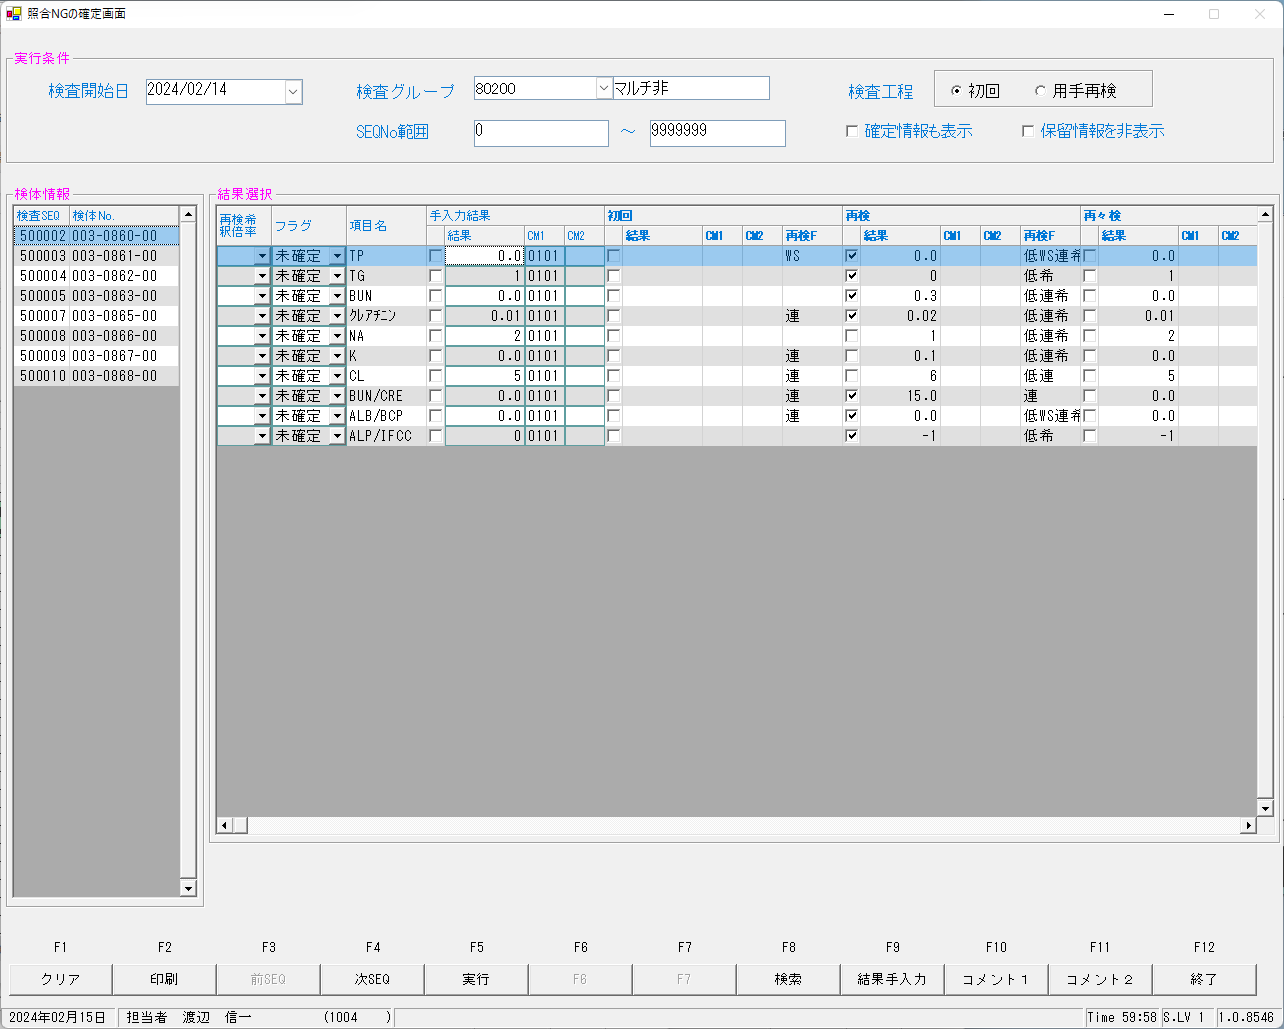 照合NGの確定画面
実行条件
検査開始日 2024/02/14 検査グループ 80200 マルチ非 検査工程 初回 用手再検
SEQNo範囲 0 ～ 9999999 確定情報も表示 保留情報を非表示
検体情報
検査SEQ 検体No.
500002 003-0860-00
500003 003-0861-00
500004 003-0862-00
500005 003-0863-00
500007 003-0865-00
500008 003-0866-00
500009 003-0867-00
500010 003-0868-00
結果選択
再検希釈倍率 フラグ 項目名 手入力結果 初回 再検 再々検
結果 CM1 CM2 結果 CM1 CM2 再検F 結果 CM1 CM2 再検F 結果 CM1 CM2
未確定 TP 0.0 0101 WS 0.0 低WS連希 0.0
未確定 TG 1 0101 0 低希 1
未確定 BUN 0.0 0101 0.3 低連希 0.0
未確定 ｸﾚｱﾁﾆﾝ 0.01 0101 連 0.02 低連希 0.01
未確定 NA 2 0101 1 低連希 2
未確定 K 0.0 0101 連 0.1 低連希 0.0
未確定 CL 5 0101 連 6 低連 5
未確定 BUN/CRE 0.0 0101 連 15.0 連 0.0
未確定 ALB/BCP 0.0 0101 連 0.0 低WS連希 0.0
未確定 ALP/IFCC 0 0101 -1 低希 -1
F1 F2 F3 F4 F5 F6 F7 F8 F9 F10 F11 F12
クリア 印刷 前SEQ 次SEQ 実行 F6 F7 検索 結果手入力 コメント１ コメント２ 終了
2024年02月15日 担当者 渡辺 信一 (1004 ) Time 59:58 S.LV 1 1.0.8546